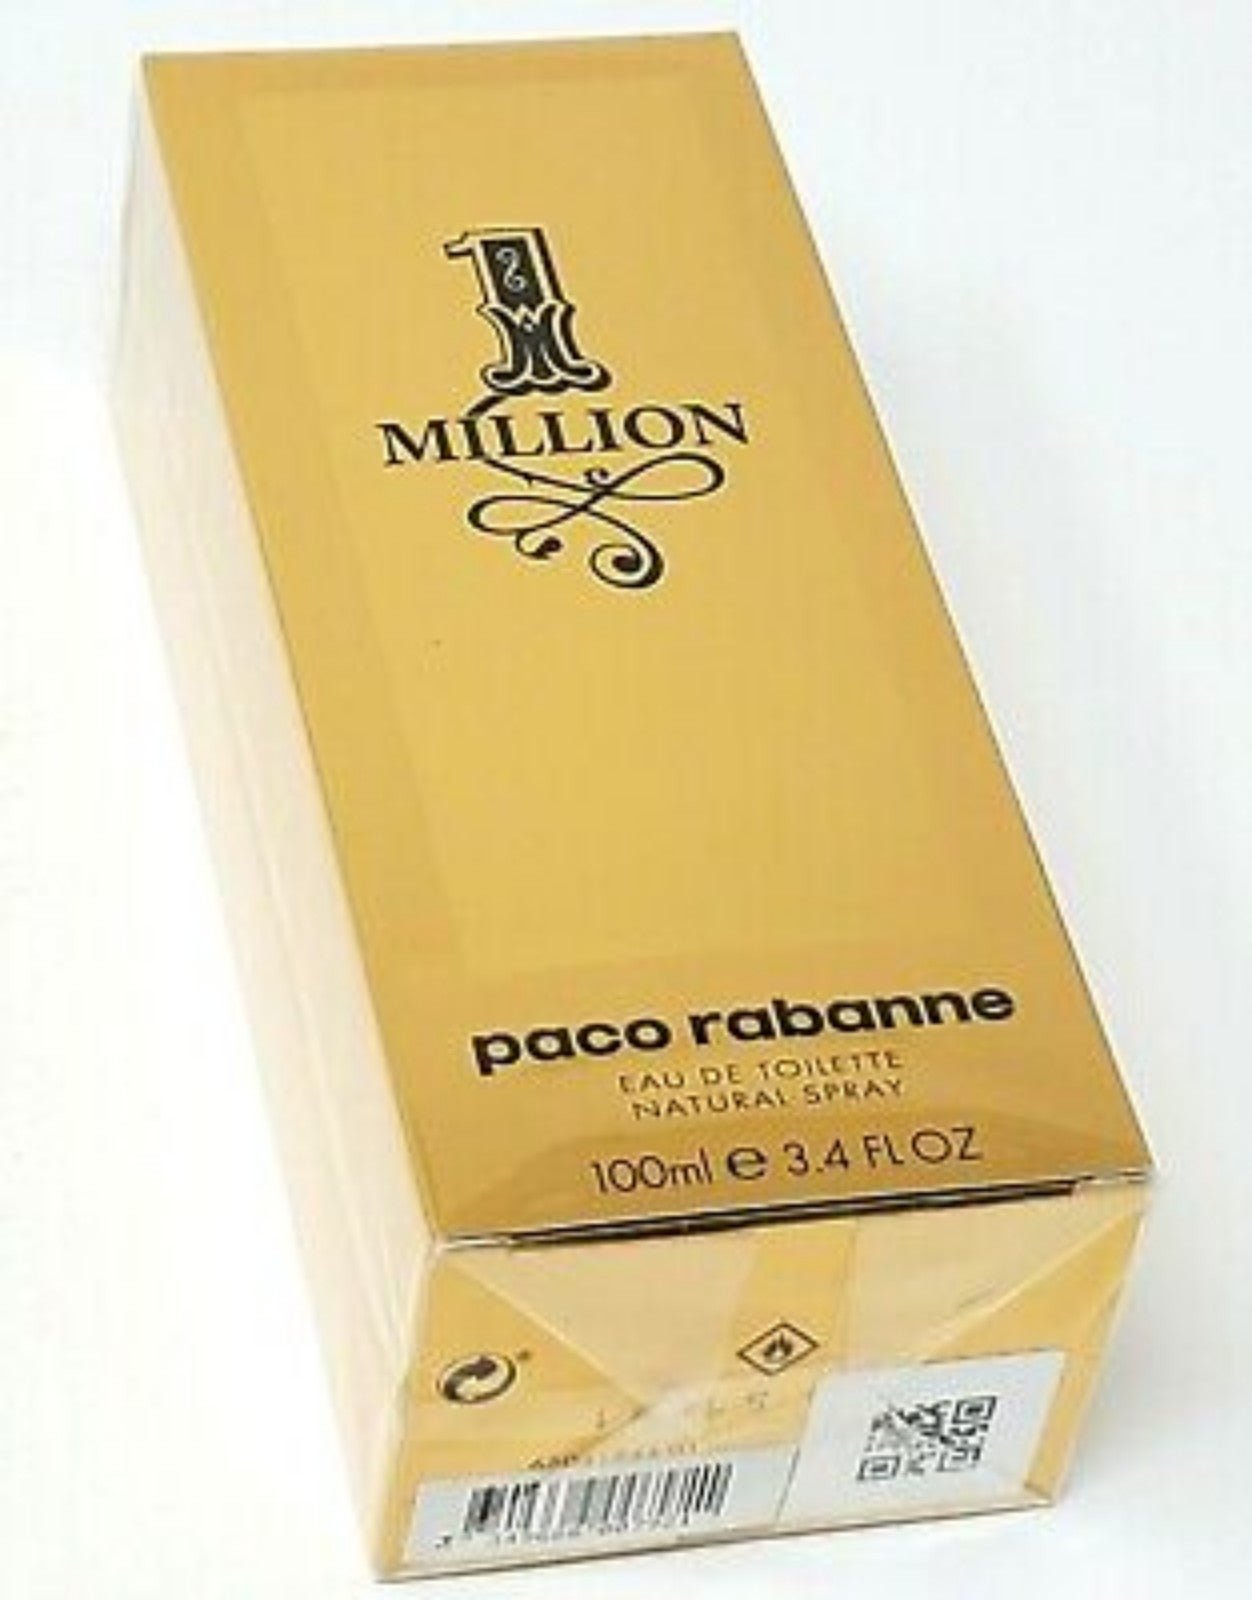 1
MILLION
paco rabanne
EAU DE TOILETTE
NATURAL SPRAY
100ml e 3.4 FL OZ